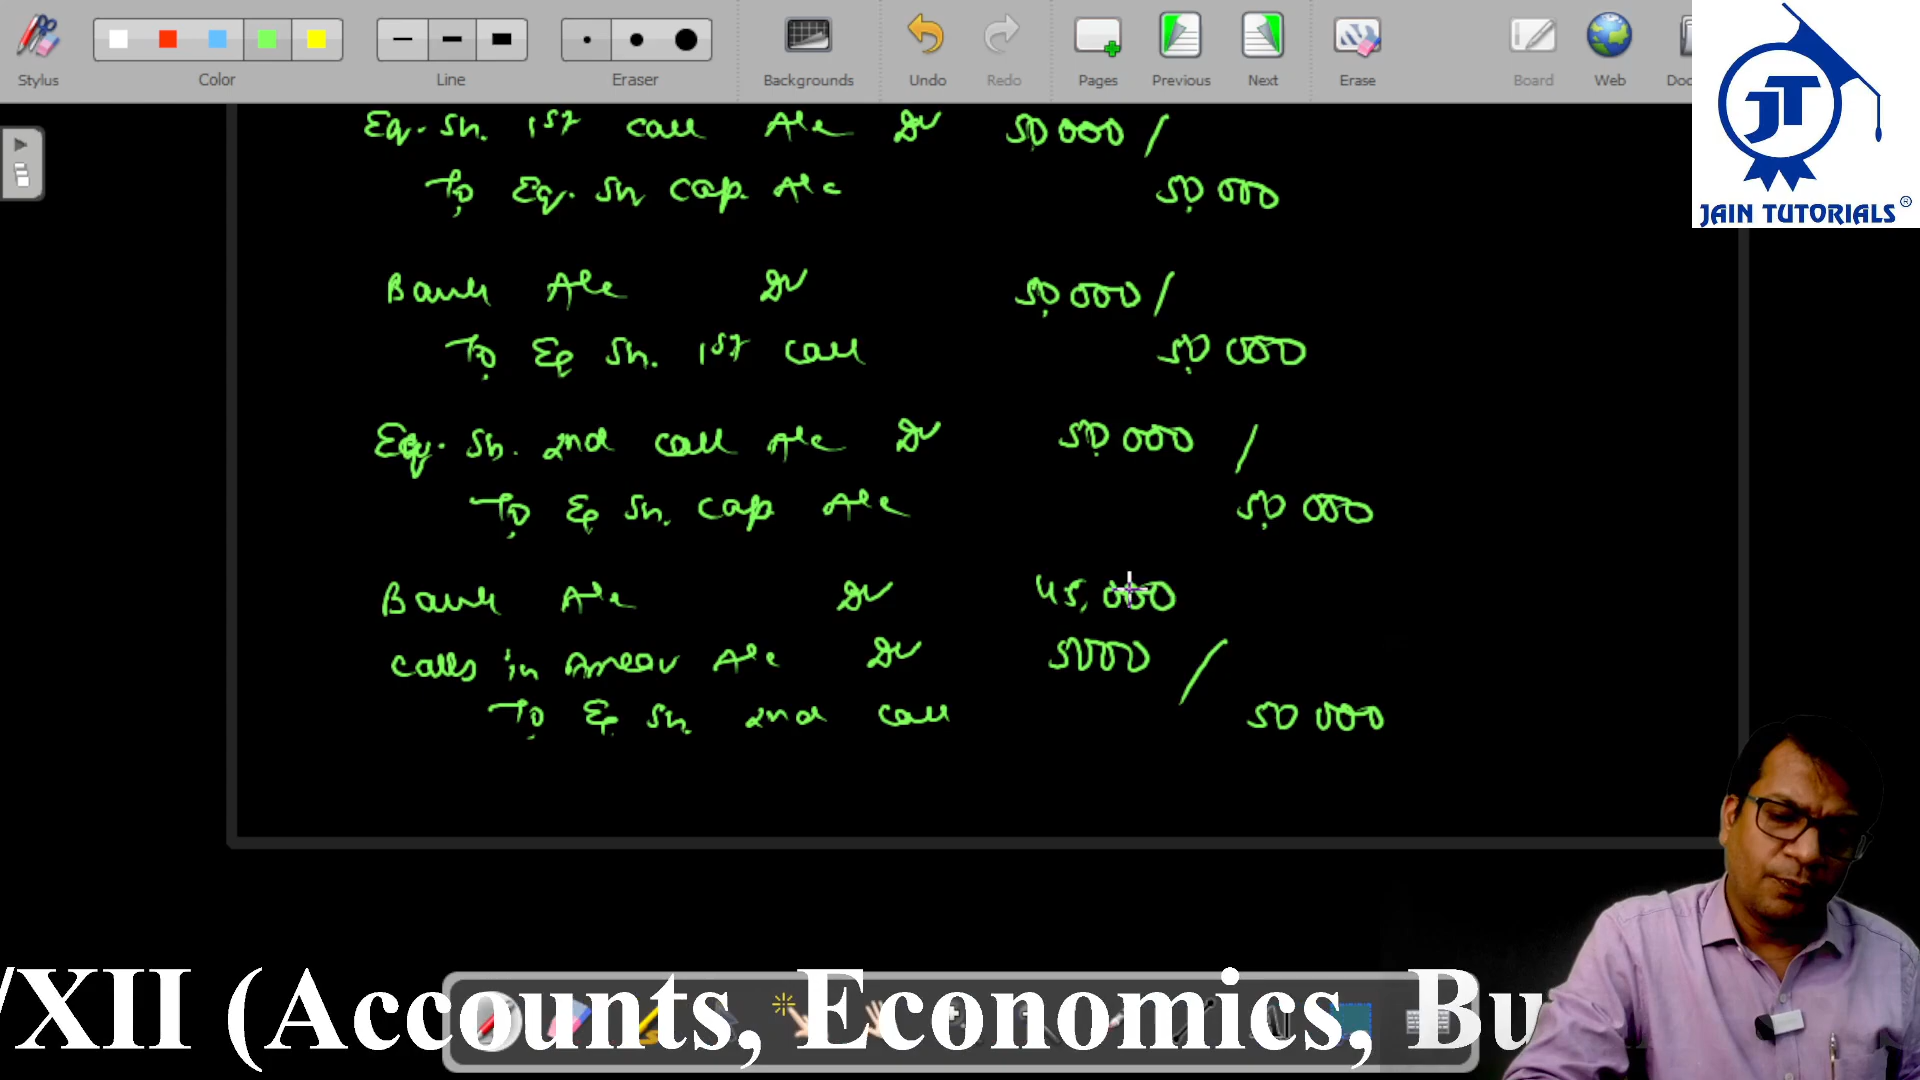 Stylus Color Line Eraser Backgrounds Undo Redo Pages Previous Next Erase Board Web Doc
JT
JAIN TUTORIALS®
Eq. Sh. 1st call A/c Dr 50,000 /
To Eq. Sh Cap. A/c 50,000
Bank A/c Dr 50,000 /
To Eq Sh. 1st call 50,000
Eq. Sh. 2nd call A/c Dr 50,000 /
To Eq Sh. Cap A/c 50,000
Bank A/c Dr 45,000
calls in Arrear A/c Dr 5000 /
To Eq Sh. 2nd call 50 000
/XII (Accounts, Economics, Bu